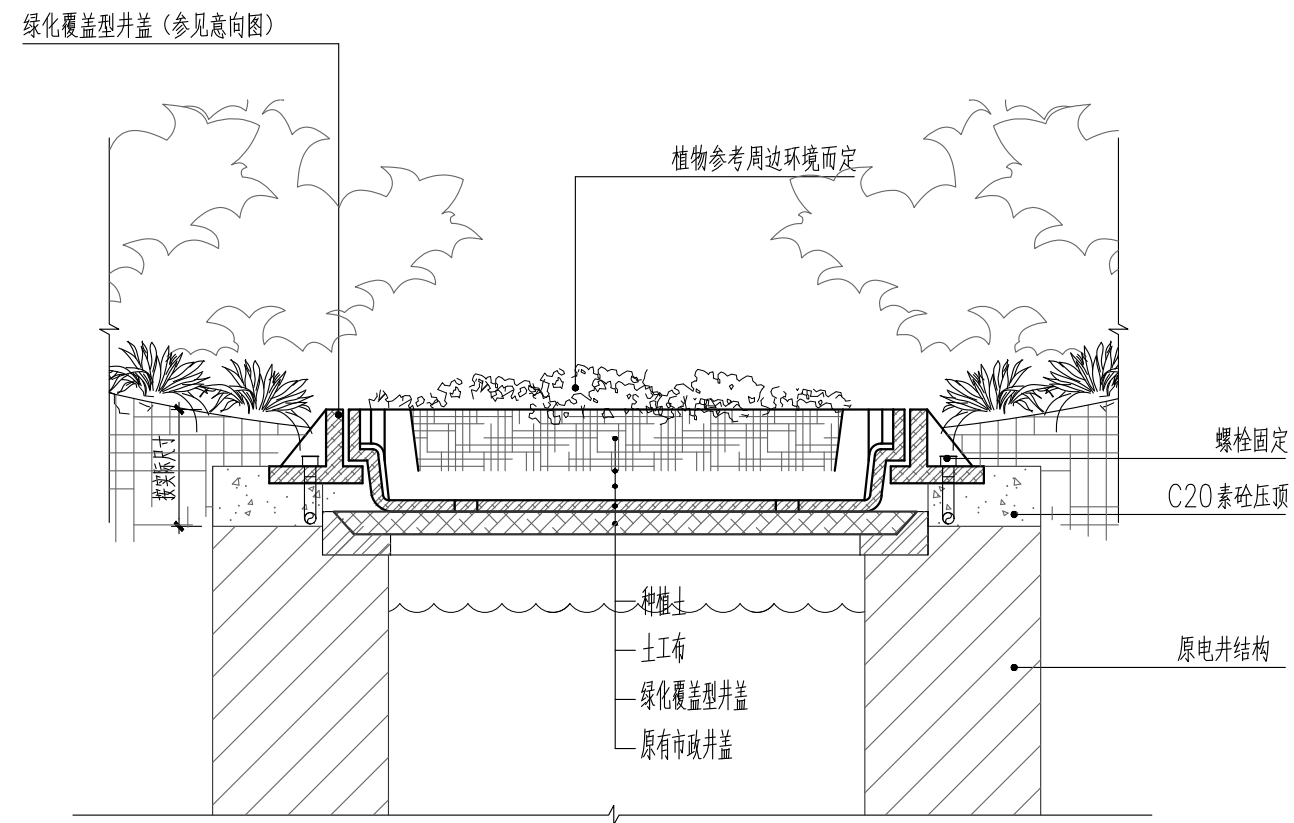 绿化覆盖型井盖（参见意向图）
植物参考周边环境而定
按实际尺寸
螺栓固定
C20素砼压顶
种植土
土工布
绿化覆盖型井盖
原有市政井盖
原电井结构